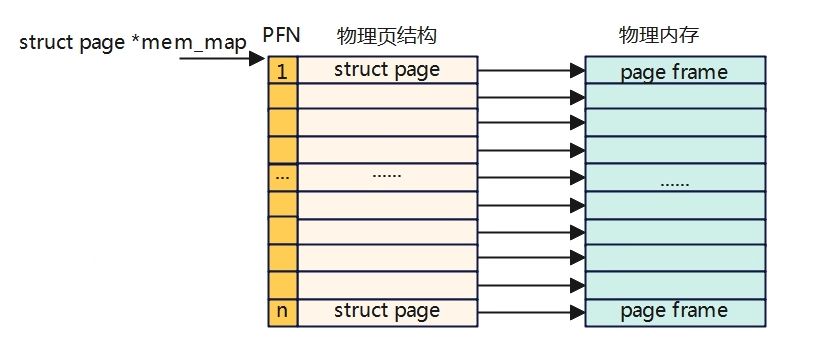 struct page *mem_map
PFN
物理页结构
物理内存
1
struct page
page frame
...
......
......
n
struct page
page frame